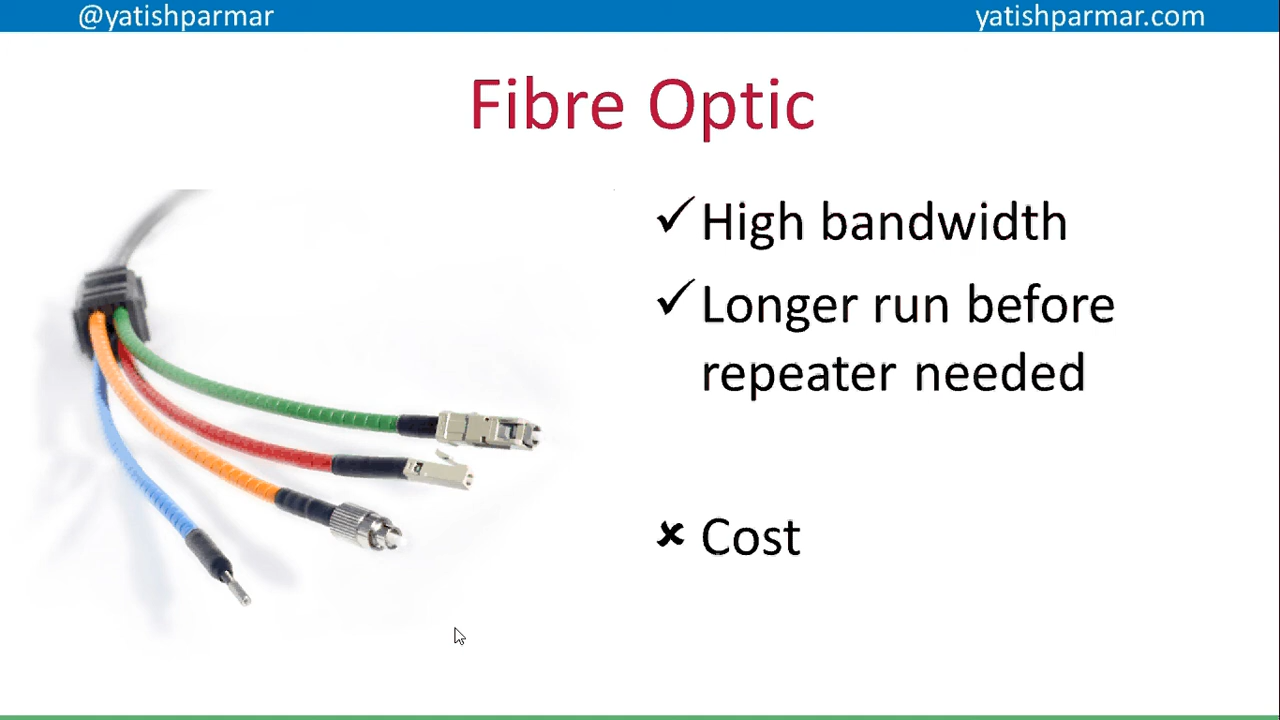 @yatishparmar
yatishparmar.com
Fibre Optic
✓High bandwidth
✓Longer run before
repeater needed
✘ Cost